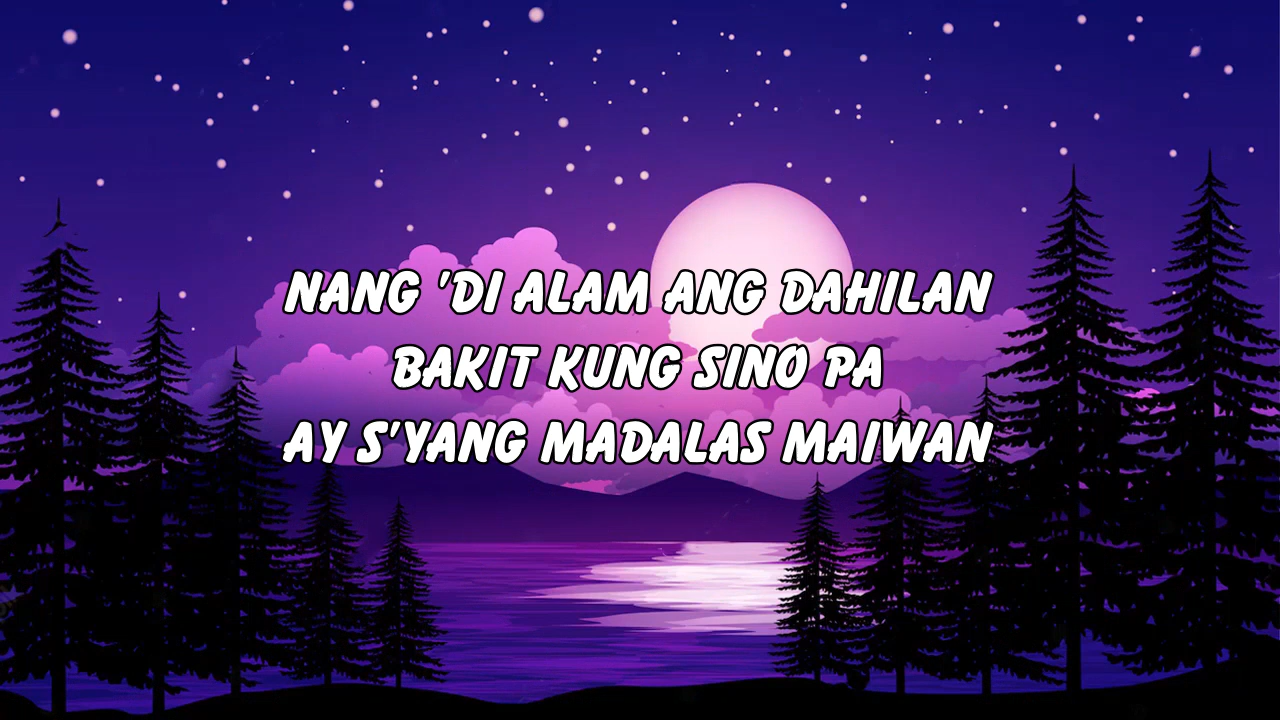 NANG 'DI ALAM ANG DAHILAN
BAKIT KUNG SINO PA
AY S'YANG MADALAS MAIWAN